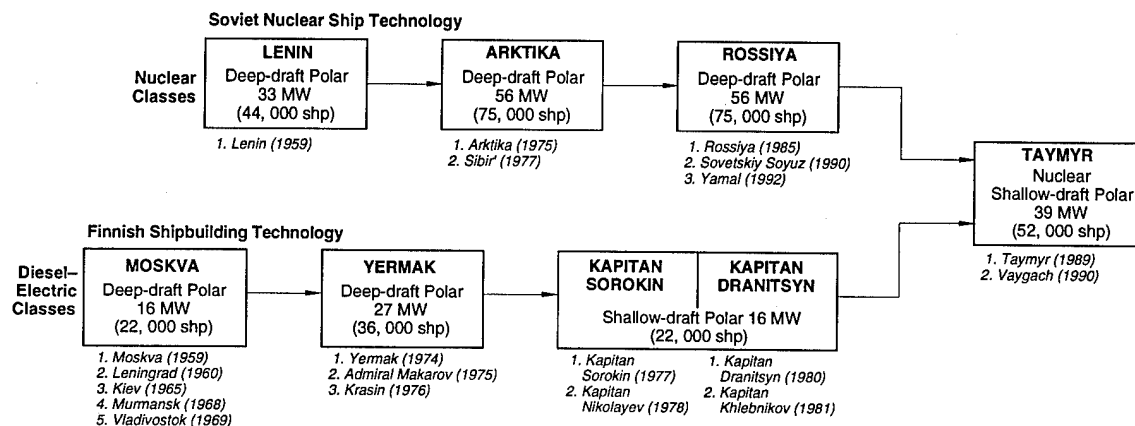 Soviet Nuclear Ship Technology
Nuclear
Classes
LENIN
Deep-draft Polar
33 MW
(44, 000 shp)
1. Lenin (1959)
ARKTIKA
Deep-draft Polar
56 MW
(75, 000 shp)
1. Arktika (1975)
2. Sibir' (1977)
ROSSIYA
Deep-draft Polar
56 MW
(75, 000 shp)
1. Rossiya (1985)
2. Sovetskiy Soyuz (1990)
3. Yamal (1992)
TAYMYR
Nuclear
Shallow-draft Polar
39 MW
(52, 000 shp)
1. Taymyr (1989)
2. Vaygach (1990)
Finnish Shipbuilding Technology
Diesel–
Electric
Classes
MOSKVA
Deep-draft Polar
16 MW
(22, 000 shp)
1. Moskva (1959)
2. Leningrad (1960)
3. Kiev (1965)
4. Murmansk (1968)
5. Vladivostok (1969)
YERMAK
Deep-draft Polar
27 MW
(36, 000 shp)
1. Yermak (1974)
2. Admiral Makarov (1975)
3. Krasin (1976)
KAPITAN
SOROKIN
KAPITAN
DRANITSYN
Shallow-draft Polar 16 MW
(22, 000 shp)
1. Kapitan
Sorokin (1977)
2. Kapitan
Nikolayev (1978)
1. Kapitan
Dranitsyn (1980)
2. Kapitan
Khlebnikov (1981)